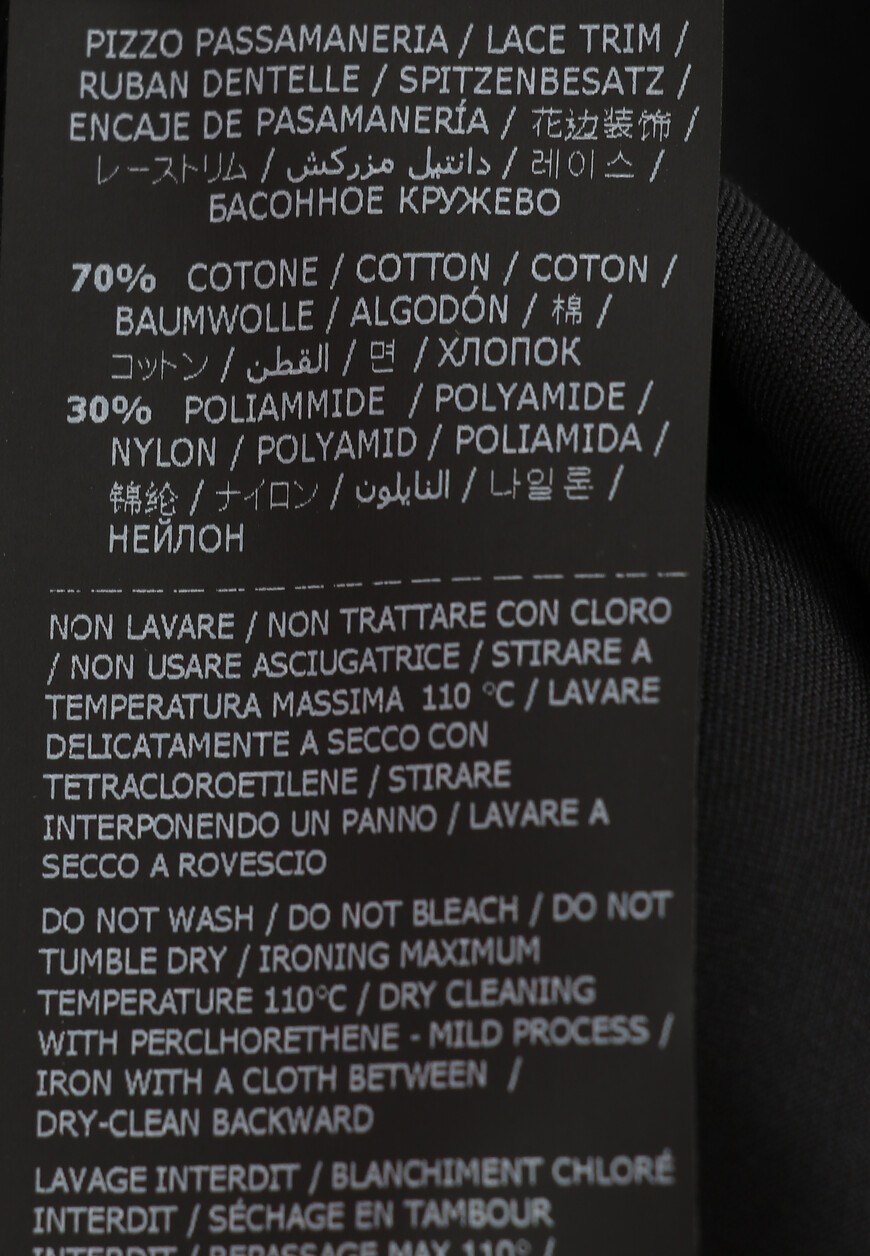 PIZZO PASSAMANERIA / LACE TRIM /
RUBAN DENTELLE / SPITZENBESATZ /
ENCAJE DE PASAMANERÍA / 花边装饰 /
レーストリム / دانتيل مزركش / 레이스 /
БАСОННОЕ КРУЖЕВО
70% COTONE / COTTON / COTON /
BAUMWOLLE / ALGODÓN / 棉 /
コットン / القطن / 면 / ХЛОПОК
30% POLIAMMIDE / POLYAMIDE /
NYLON / POLYAMID / POLIAMIDA /
锦纶 / ナイロン / النايلون / 나일론 /
НЕЙЛОН
NON LAVARE / NON TRATTARE CON CLORO
/ NON USARE ASCIUGATRICE / STIRARE A
TEMPERATURA MASSIMA 110 °C / LAVARE
DELICATAMENTE A SECCO CON
TETRACLOROETILENE / STIRARE
INTERPONENDO UN PANNO / LAVARE A
SECCO A ROVESCIO
DO NOT WASH / DO NOT BLEACH / DO NOT
TUMBLE DRY / IRONING MAXIMUM
TEMPERATURE 110°C / DRY CLEANING
WITH PERCLHORETHENE - MILD PROCESS /
IRON WITH A CLOTH BETWEEN /
DRY-CLEAN BACKWARD
LAVAGE INTERDIT / BLANCHIMENT CHLORÉ
INTERDIT / SÉCHAGE EN TAMBOUR
INTERDIT / REPASSAGE MAX 110° /